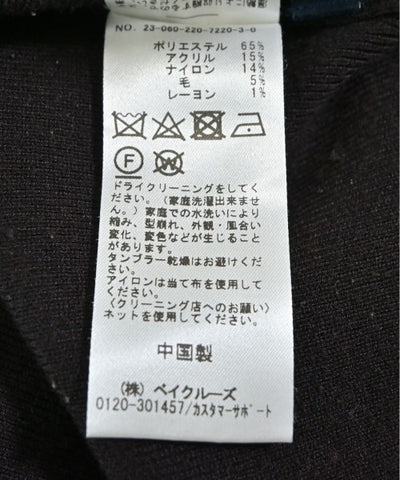 NO. 23-060-220-7220-3-0
ポリエステル 65%
アクリル 15%
ナイロン 14%
毛 5%
レーヨン 1%
F W
ドライクリーニングをしてく
ださい。(家庭洗濯出来ませ
ん。)家庭での水洗いにより
縮み、型崩れ、外観・風合い
変化、変色などが生じること
があります。
タンブラー乾燥はお避けくだ
さい。
アイロンは当て布を使用して
ください。
〈クリーニング店へのお願い〉
ネットを使用してください。
中国製
(株) ベイクルーズ
0120-301457/カスタマーサポート